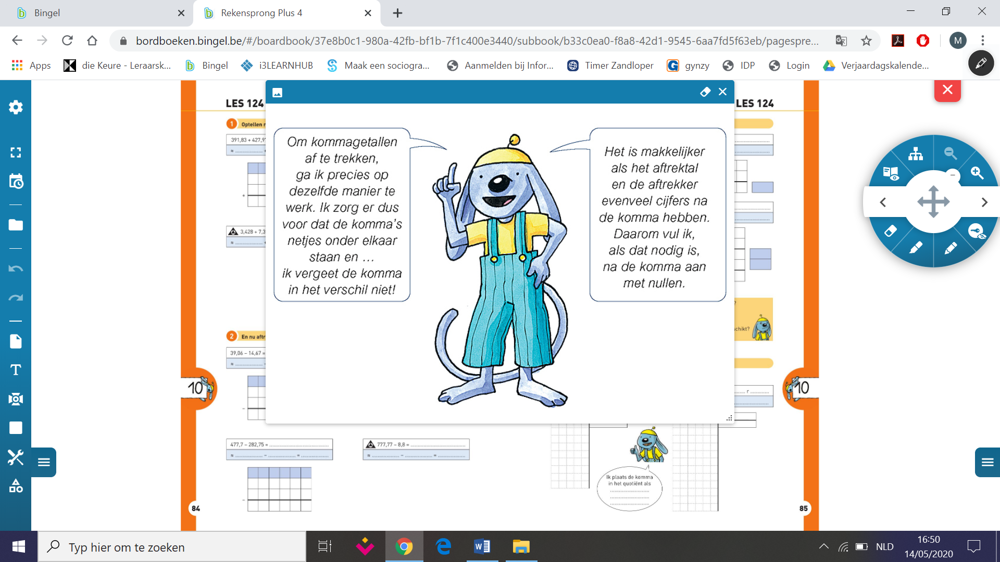 Bingel
Rekensprong Plus 4
bordboeken.bingel.be/#/boardbook/37e8b0c1-980a-42fb-bf1b-7f1c400e3440/subbook/b33c0ea0-f8a8-42d1-9545-6aa7fd5f63eb/pagespre...
M
Apps
die Keure - Leraarsk...
Bingel
i3LEARNHUB
Maak een sociogra...
Aanmelden bij Infor...
Timer Zandloper
gynzy
IDP
Login
Verjaardagskalende...
LES 124
LES 124
1 Optellen
391,83 + 427,9
≈ ....................
+
3,428 + 7,3
≈ ....................
Om kommagetallen
af te trekken,
ga ik precies op
dezelfde manier te
werk. Ik zorg er dus
voor dat de komma's
netjes onder elkaar
staan en ...
ik vergeet de komma
in het verschil niet!
Het is makkelijker
als het aftrektal
en de aftrekker
evenveel cijfers na
de komma hebben.
Daarom vul ik,
als dat nodig is,
na de komma aan
met nullen.
2 En nu aftr
39,06 – 14,67 =
≈ ....................
–
10
10
?
chikt?
........ r ............
477,7 – 282,75 = ......................................
≈ .................. – .................. = ..................
–
777,77 – 8,8 = ...................................
≈ .................. – .................. = ..................
Ik plaats de komma
in het quotiënt als
.........................
.........................
.........................
84
85
Typ hier om te zoeken
NLD
16:50
14/05/2020